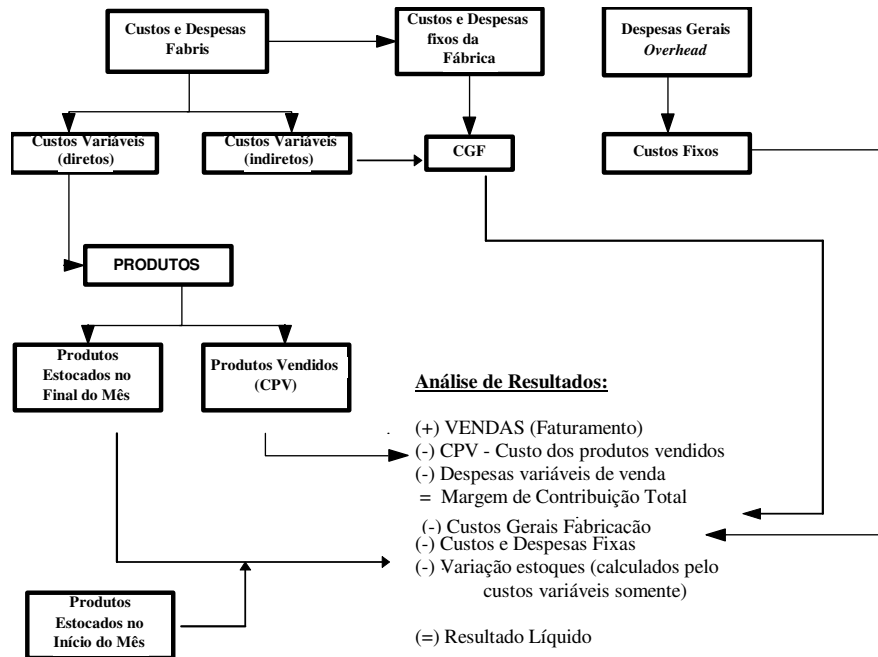 Custos e Despesas
Fabris
Custos e Despesas
fixos da
Fábrica
Despesas Gerais
Overhead
Custos Variáveis
(diretos)
Custos Variáveis
(indiretos)
CGF
Custos Fixos
PRODUTOS
Produtos
Estocados no
Final do Mês
Produtos Vendidos
(CPV)
Análise de Resultados:
(+) VENDAS (Faturamento)
(-) CPV - Custo dos produtos vendidos
(-) Despesas variáveis de venda
= Margem de Contribuição Total
(-) Custos Gerais Fabricação
(-) Custos e Despesas Fixas
(-) Variação estoques (calculados pelo
custos variáveis somente)
(=) Resultado Líquido
Produtos
Estocados no
Início do Mês